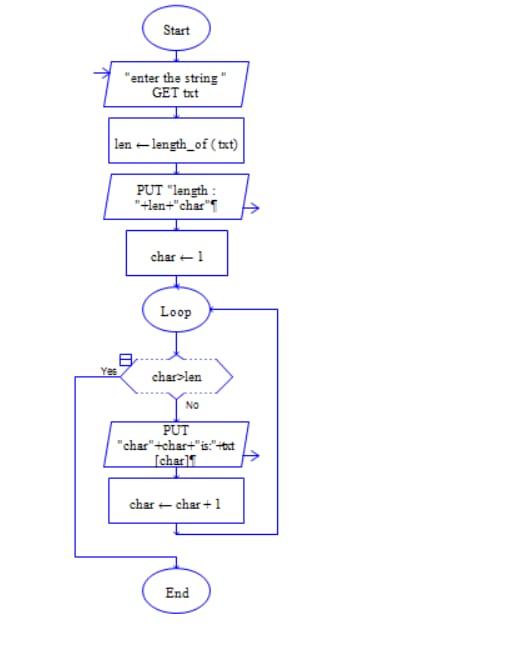 Start
"enter the string "
GET txt
len ← length_of ( txt)
PUT "length :
"+len+"char"¶
char ← 1
Loop
Yes
char>len
No
PUT
"char"+char+"is:"+txt
[char]¶
char ← char + 1
End